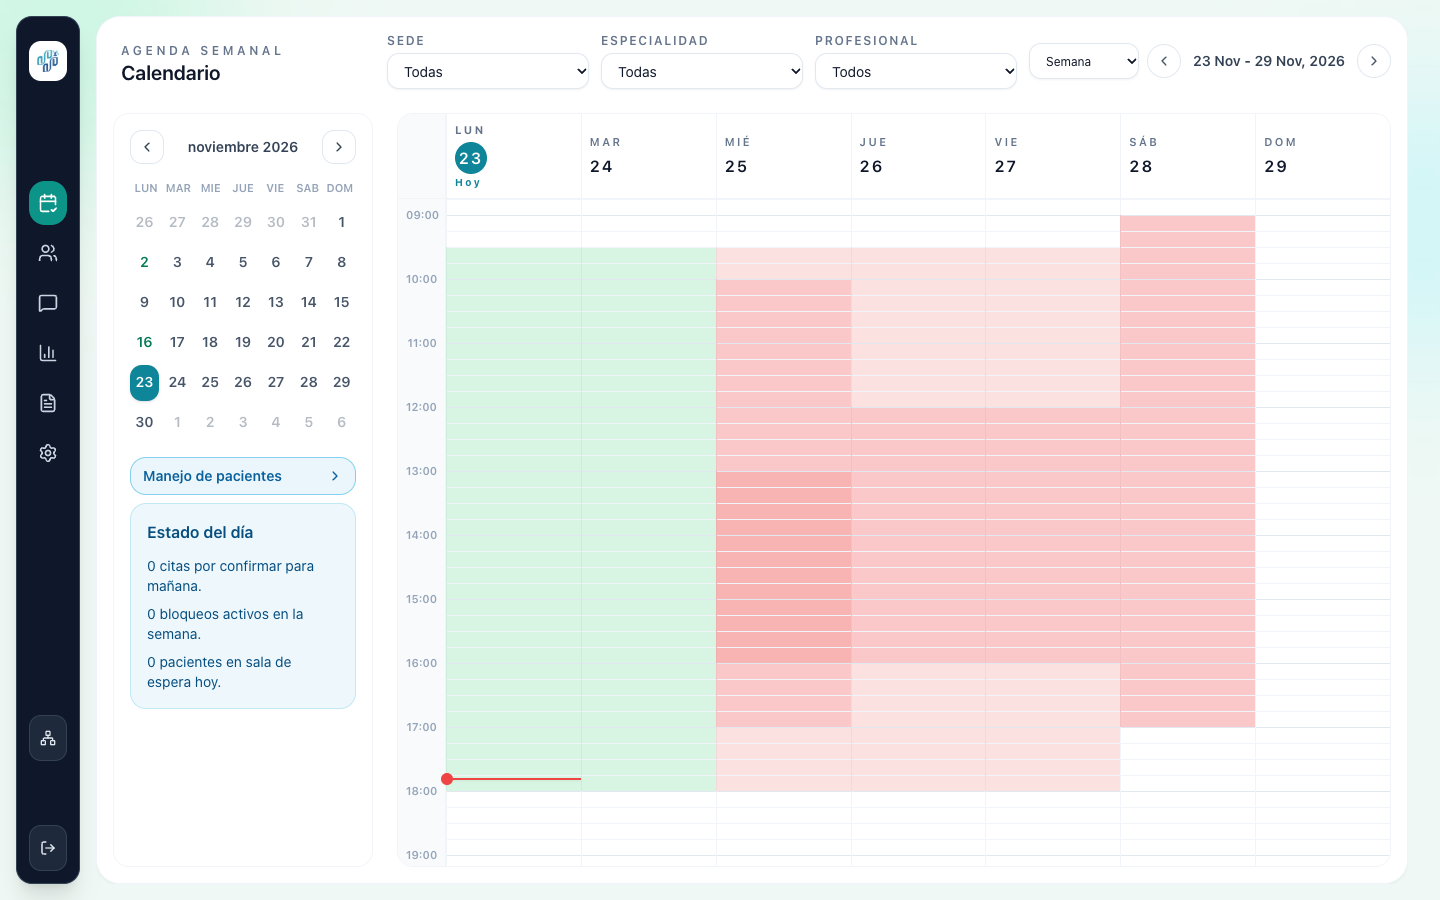 AGENDA SEMANAL
Calendario
SEDE
Todas
ESPECIALIDAD
Todas
PROFESIONAL
Todos
Semana
23 Nov - 29 Nov, 2026
noviembre 2026
LUN MAR MIE JUE VIE SAB DOM
26 27 28 29 30 31 1
2 3 4 5 6 7 8
9 10 11 12 13 14 15
16 17 18 19 20 21 22
23 24 25 26 27 28 29
30 1 2 3 4 5 6
Manejo de pacientes
Estado del día
0 citas por confirmar para
mañana.
0 bloqueos activos en la
semana.
0 pacientes en sala de
espera hoy.
LUN
23
Hoy
MAR
24
MIÉ
25
JUE
26
VIE
27
SÁB
28
DOM
29
09:00
10:00
11:00
12:00
13:00
14:00
15:00
16:00
17:00
18:00
19:00